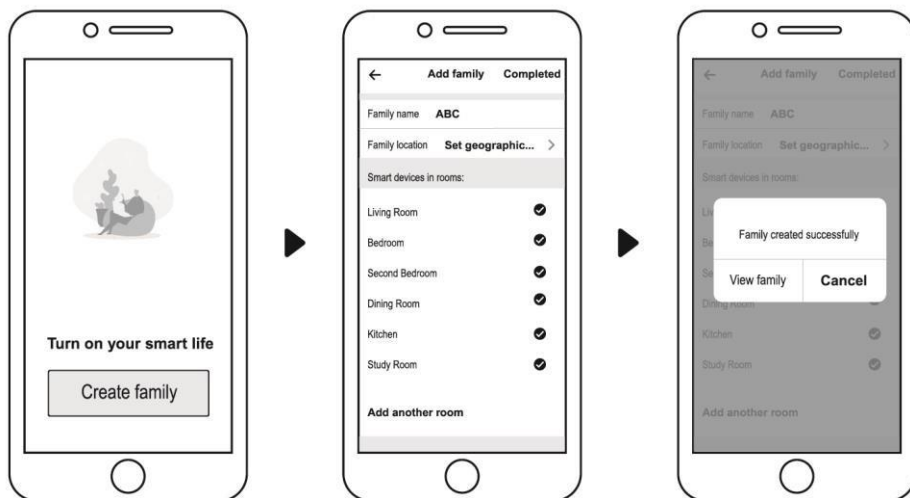 Turn on your smart life
Create family
Add family Completed
Family name ABC
Family location Set geographic...
Smart devices in rooms:
Living Room
Bedroom
Second Bedroom
Dining Room
Kitchen
Study Room
Add another room
Add family Completed
Family name ABC
Family location Set geographic...
Smart devices in rooms:
Family created successfully
View family Cancel
Dining Room
Kitchen
Study Room
Add another room